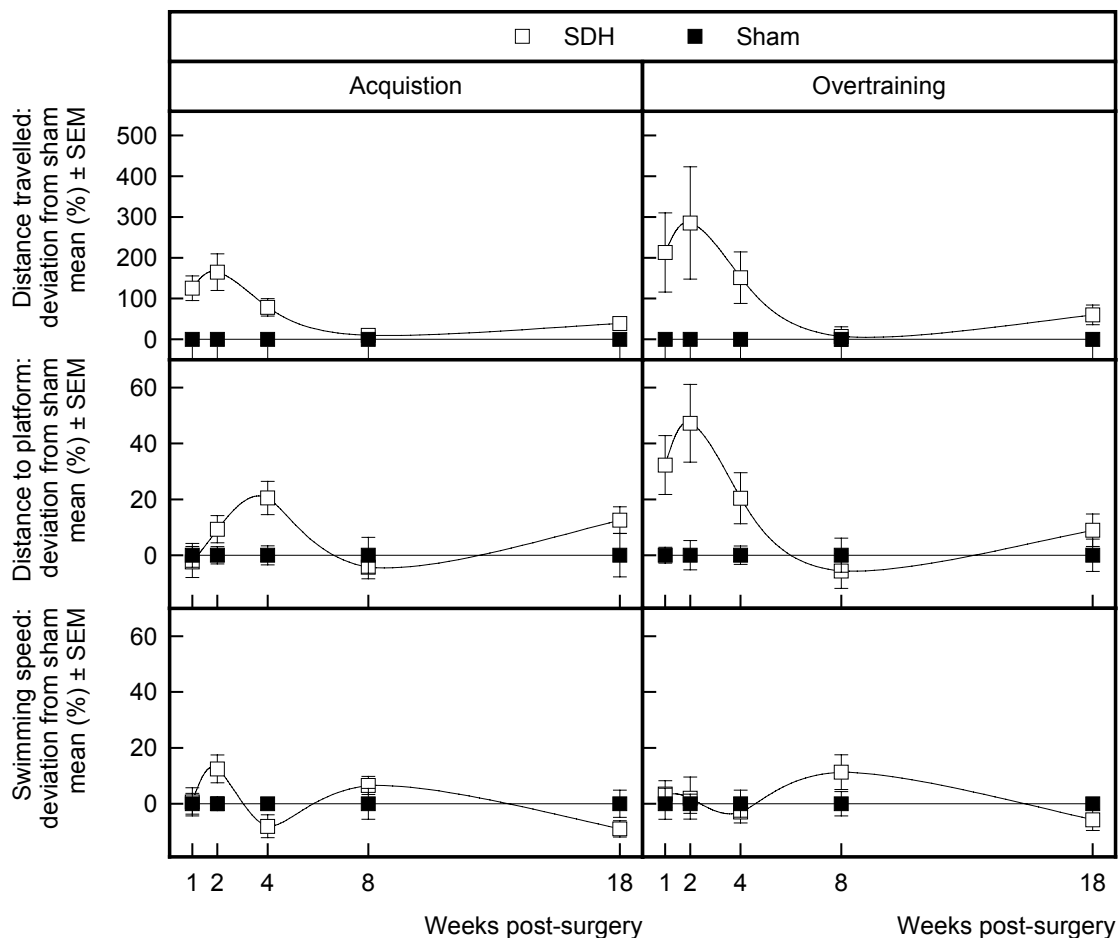 SDH Sham
Acquistion Overtraining
Distance travelled:
deviation from sham
mean (%) ± SEM
500
400
300
200
100
0
Distance to platform:
deviation from sham
mean (%) ± SEM
60
40
20
0
Swimming speed:
deviation from sham
mean (%) ± SEM
60
40
20
0
1 2 4 8 18 1 2 4 8 18
Weeks post-surgery Weeks post-surgery